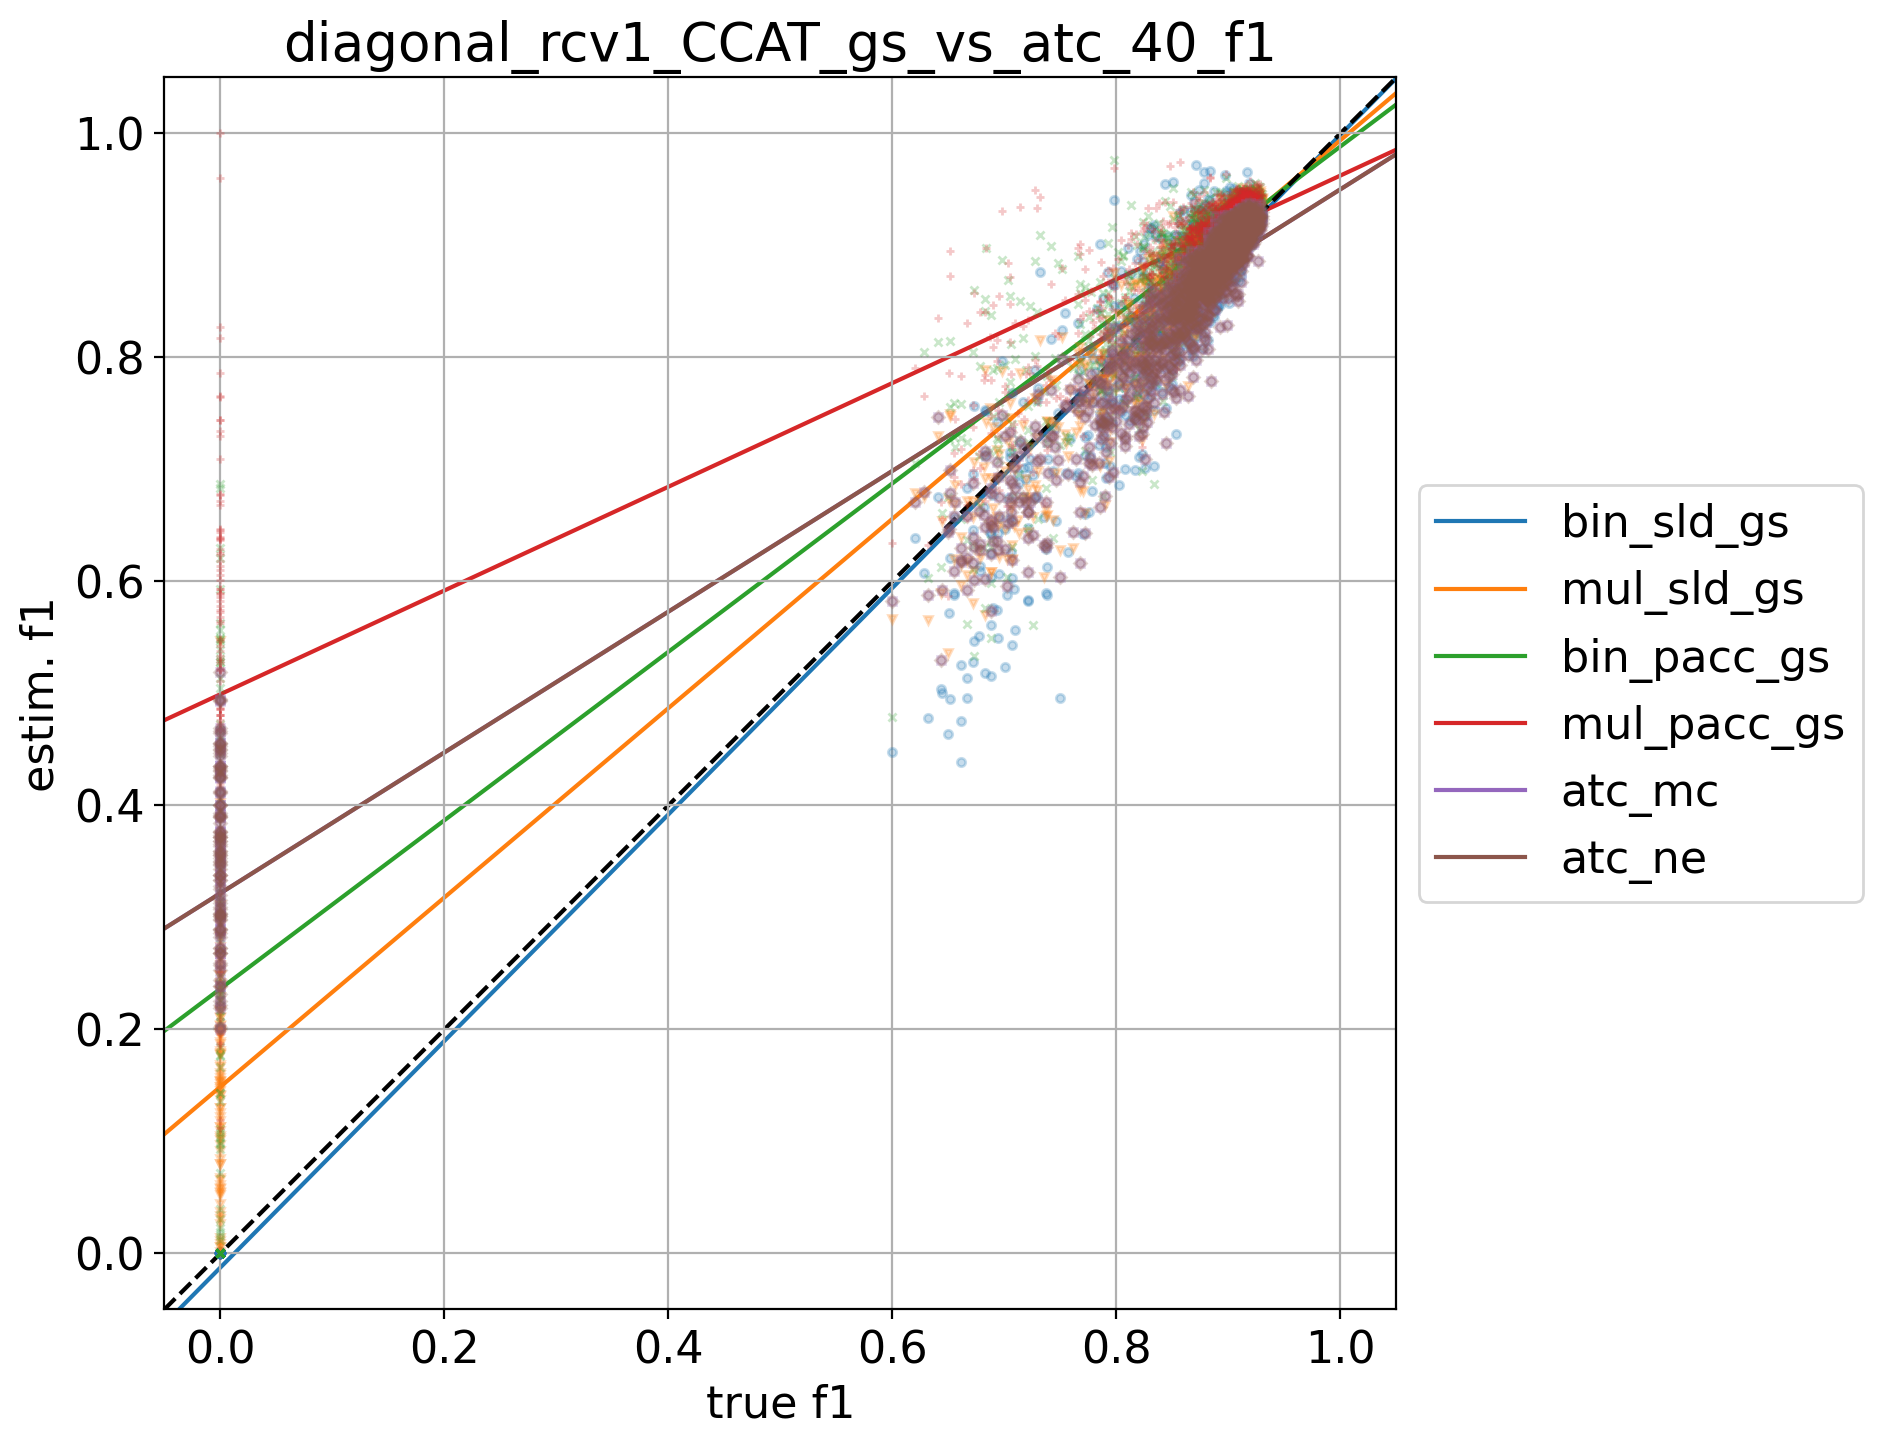 diagonal_rcv1_CCAT_gs_vs_atc_40_f1
1.0
0.8
0.6
0.4
0.2
0.0
estim. f1
0.0 0.2 0.4 0.6 0.8 1.0
true f1
bin_sld_gs
mul_sld_gs
bin_pacc_gs
mul_pacc_gs
atc_mc
atc_ne